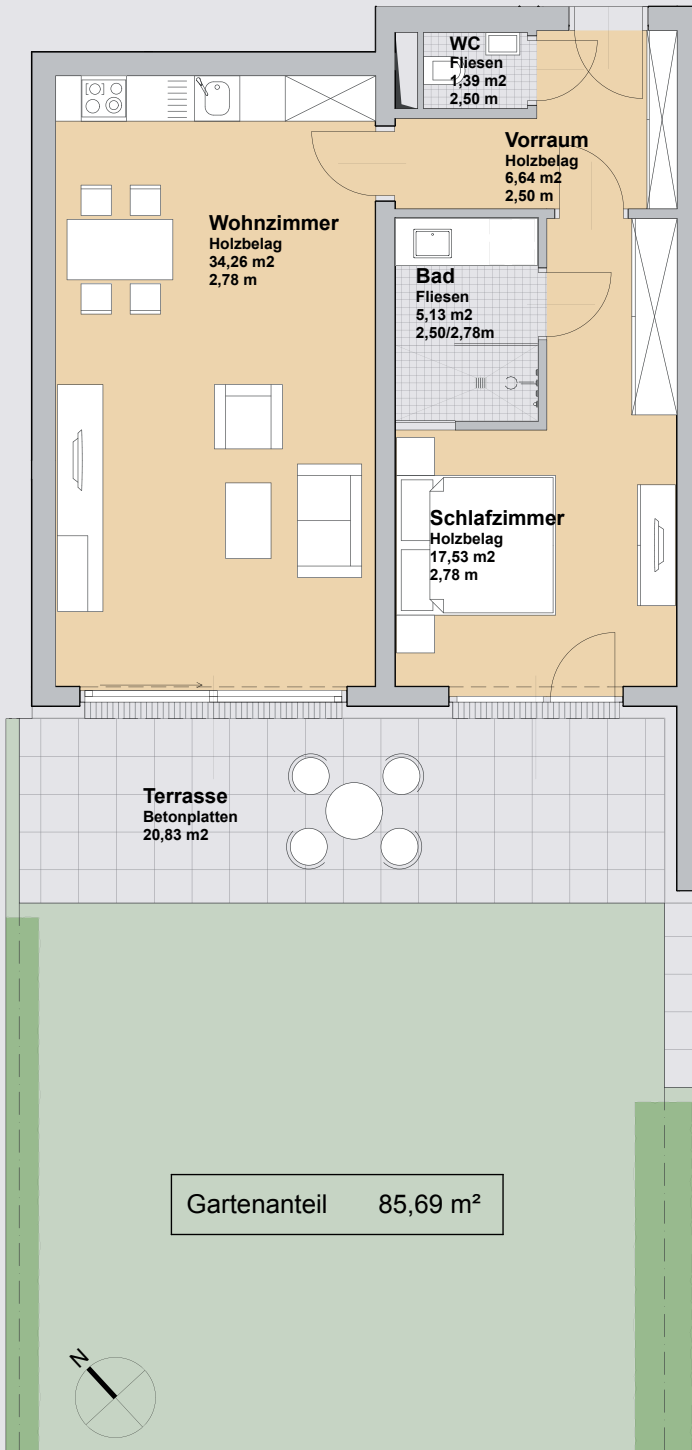 WC
Fliesen
1,39 m2
2,50 m
Vorraum
Holzbelag
6,64 m2
2,50 m
Wohnzimmer
Holzbelag
34,26 m2
2,78 m
Bad
Fliesen
5,13 m2
2,50/2,78m
Schlafzimmer
Holzbelag
17,53 m2
2,78 m
Terrasse
Betonplatten
20,83 m2
Gartenanteil 85,69 m²
N